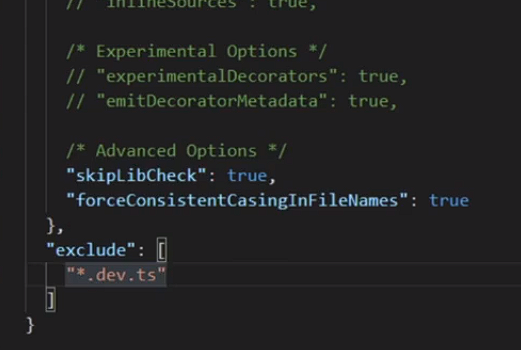 // "inlineSources": true,
/* Experimental Options */
// "experimentalDecorators": true,
// "emitDecoratorMetadata": true,
/* Advanced Options */
"skipLibCheck": true,
"forceConsistentCasingInFileNames": true
},
"exclude": [
"*.dev.ts"
]
}